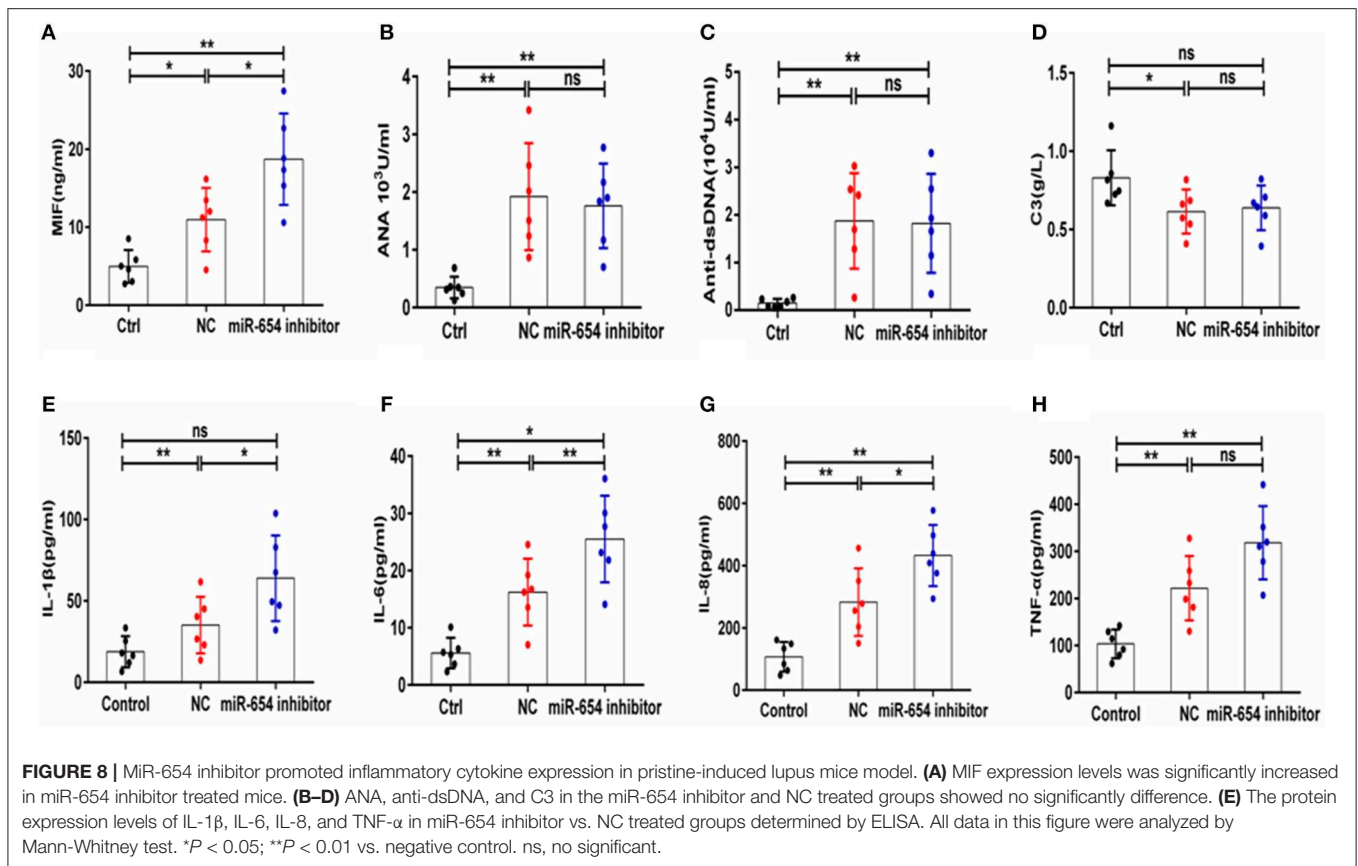 A
**
* *
MIF(ng/ml)
30
20
10
0
Ctrl NC miR-654 inhibitor
B
**
** ns
ANA 10³U/ml
4
3
2
1
0
Ctrl NC miR-654 inhibitor
C
**
** ns
Anti-dsDNA(10⁴U/ml)
5
4
3
2
1
0
Ctrl NC miR-654 inhibitor
D
ns
* ns
C3(g/L)
1.5
1.0
0.5
0.0
Ctrl NC miR-654 inhibitor
E
ns
** *
IL-1β(pg/ml)
150
100
50
0
Control NC miR-654 inhibitor
F
*
** **
IL-6(pg/ml)
40
30
20
10
0
Ctrl NC miR-654 inhibitor
G
**
** *
IL-8(pg/ml)
800
600
400
200
0
Control NC miR-654 inhibitor
H
**
** ns
TNF-α(pg/ml)
500
400
300
200
100
0
Control NC miR-654 inhibitor
FIGURE 8 | MiR-654 inhibitor promoted inflammatory cytokine expression in pristine-induced lupus mice model. (A) MIF expression levels was significantly increased
in miR-654 inhibitor treated mice. (B–D) ANA, anti-dsDNA, and C3 in the miR-654 inhibitor and NC treated groups showed no significantly difference. (E) The protein
expression levels of IL-1β, IL-6, IL-8, and TNF-α in miR-654 inhibitor vs. NC treated groups determined by ELISA. All data in this figure were analyzed by
Mann-Whitney test. *P < 0.05; **P < 0.01 vs. negative control. ns, no significant.